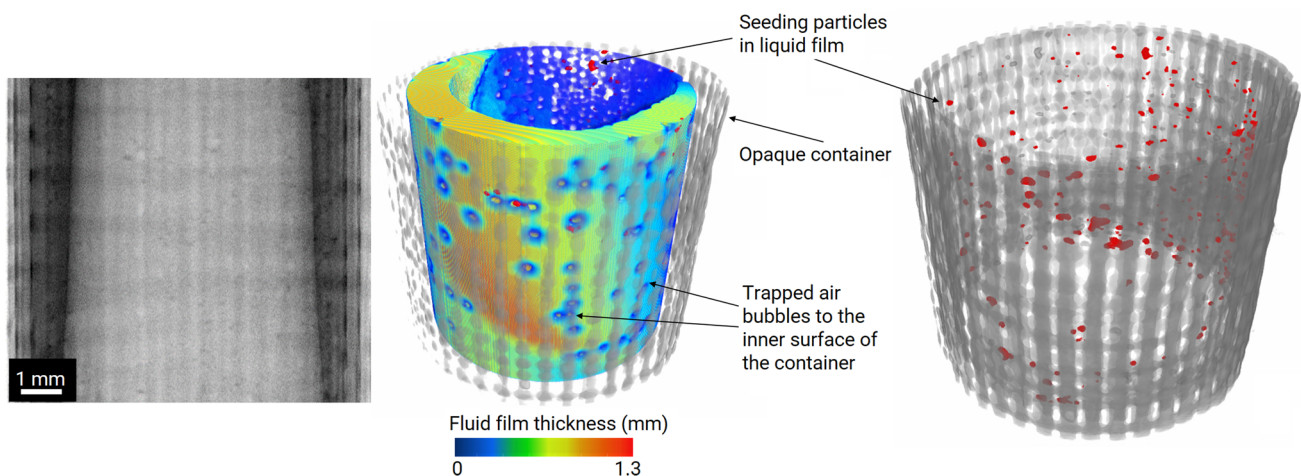 Seeding particles
in liquid film
Opaque container
Trapped air
bubbles to the
inner surface of
the container
1 mm
Fluid film thickness (mm)
0
1.3